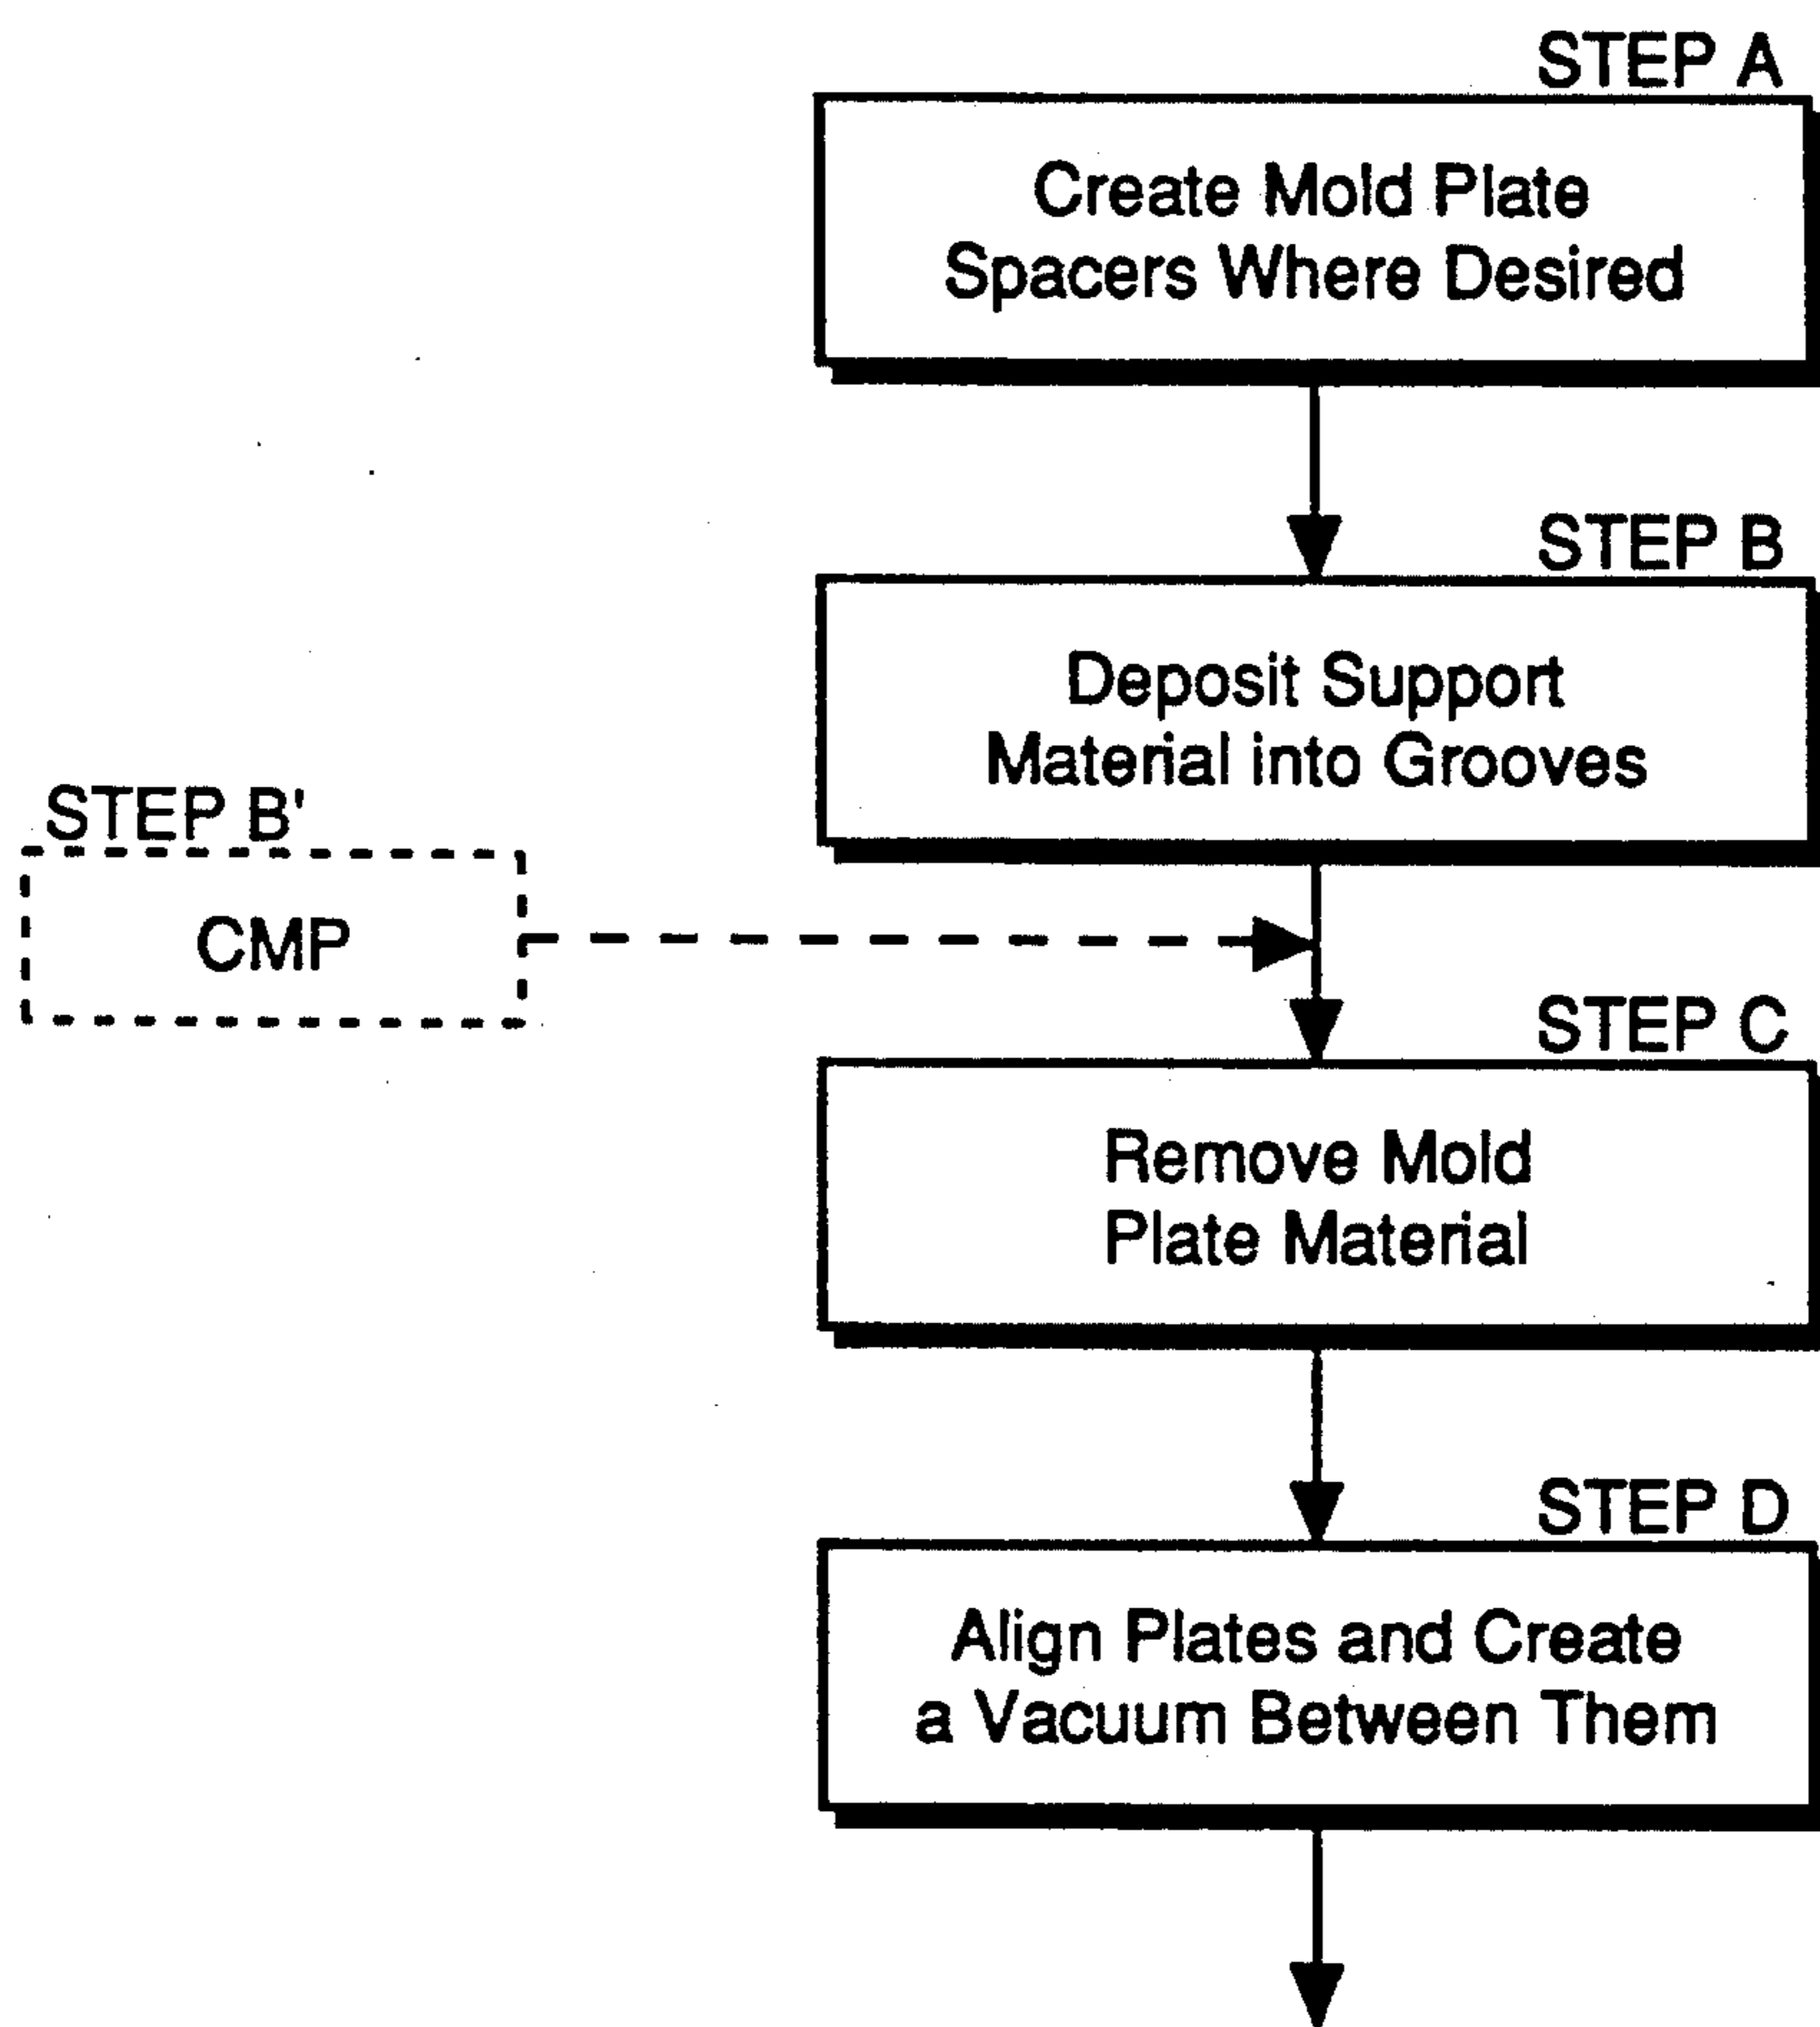 STEP A
Create Mold Plate
Spacers Where Desired
STEP B
Deposit Support
Material into Grooves
STEP B'
CMP
STEP C
Remove Mold
Plate Material
STEP D
Align Plates and Create
a Vacuum Between Them